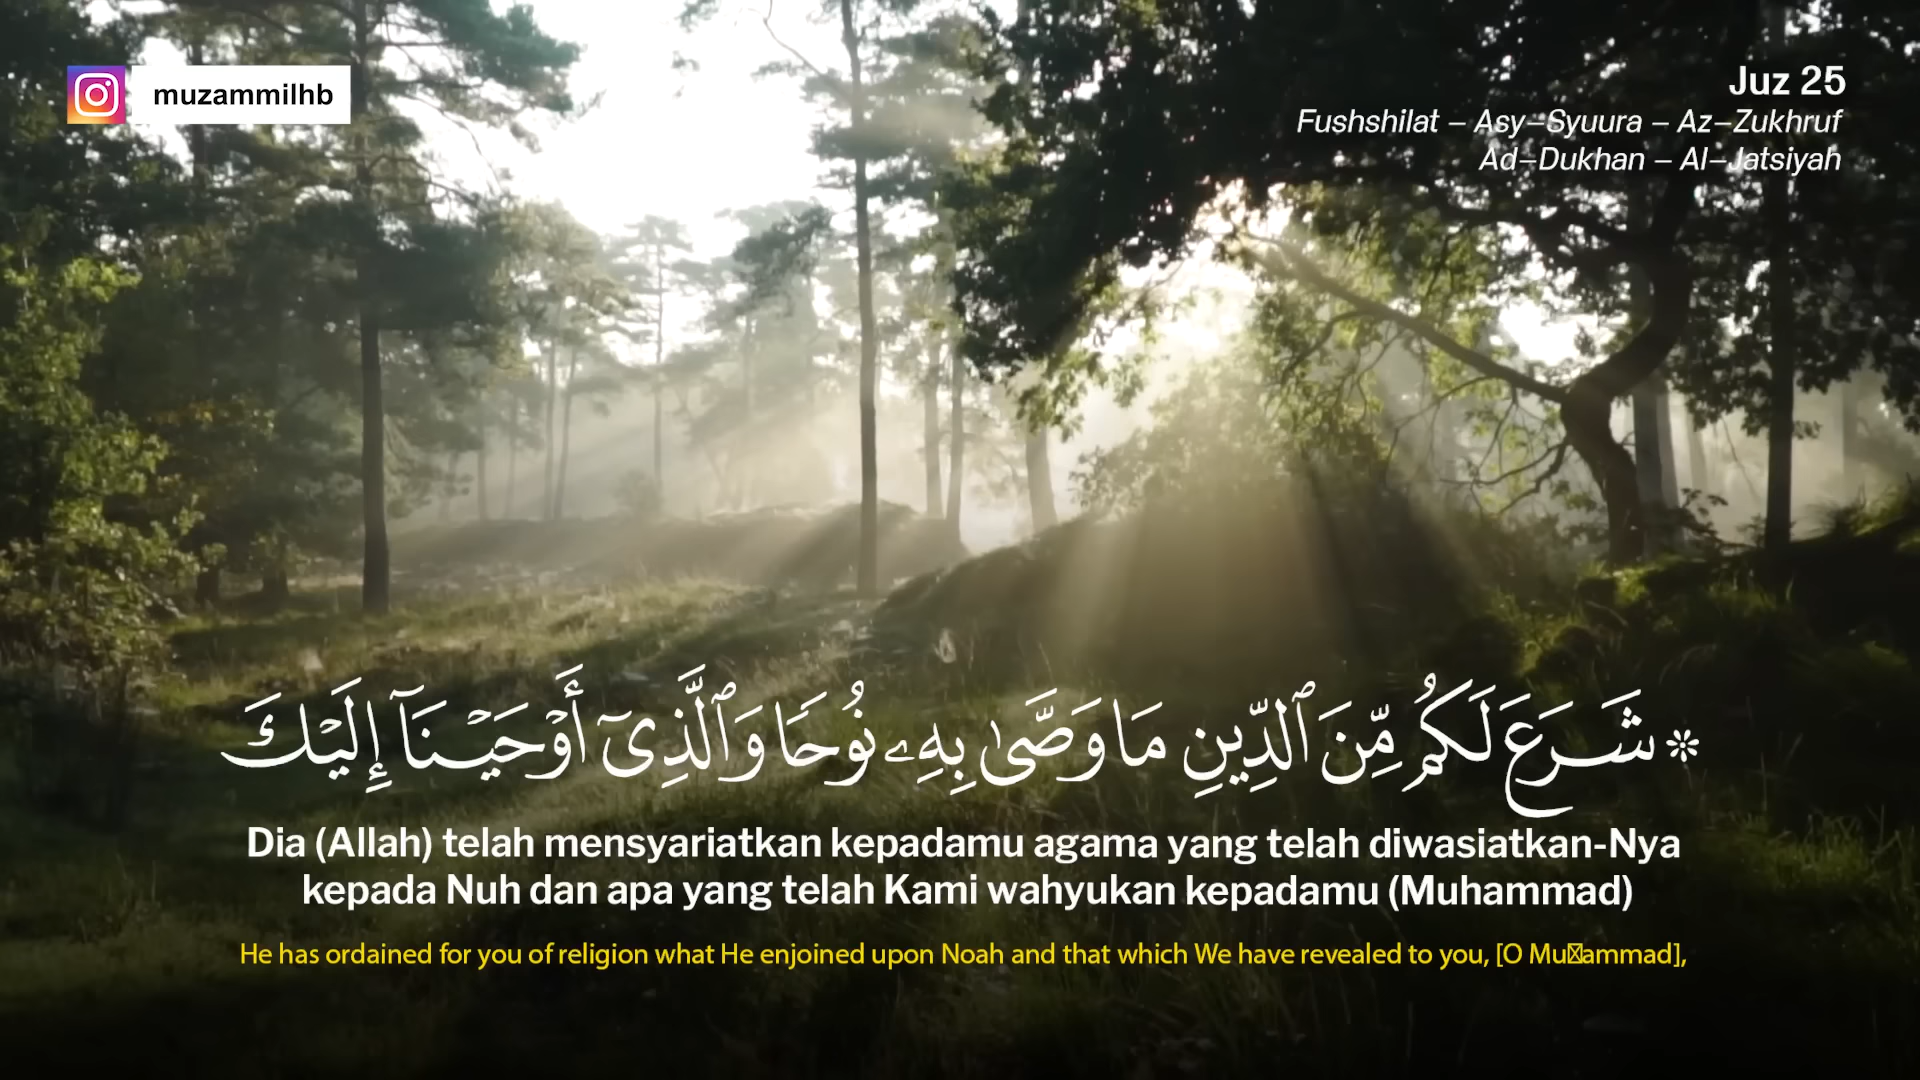 muzammilhb
Juz 25
Fushshilat – Asy–Syuura – Az–Zukhruf
Ad–Dukhan – Al–Jatsiyah
۞ شَرَعَ لَكُم مِّنَ ٱلدِّينِ مَا وَصَّىٰ بِهِۦ نُوحًا وَٱلَّذِىٓ أَوْحَيْنَآ إِلَيْكَ
Dia (Allah) telah mensyariatkan kepadamu agama yang telah diwasiatkan-Nya
kepada Nuh dan apa yang telah Kami wahyukan kepadamu (Muhammad)
He has ordained for you of religion what He enjoined upon Noah and that which We have revealed to you, [O Mu☒ammad],